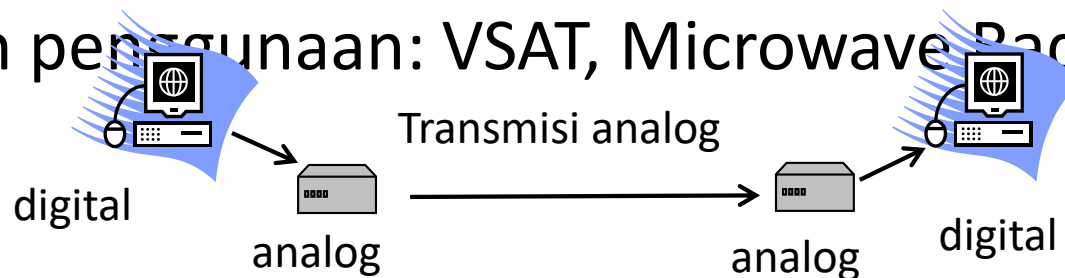 penggunaan: VSAT, Microwave
Transmisi analog
digital
analog
analog
digital